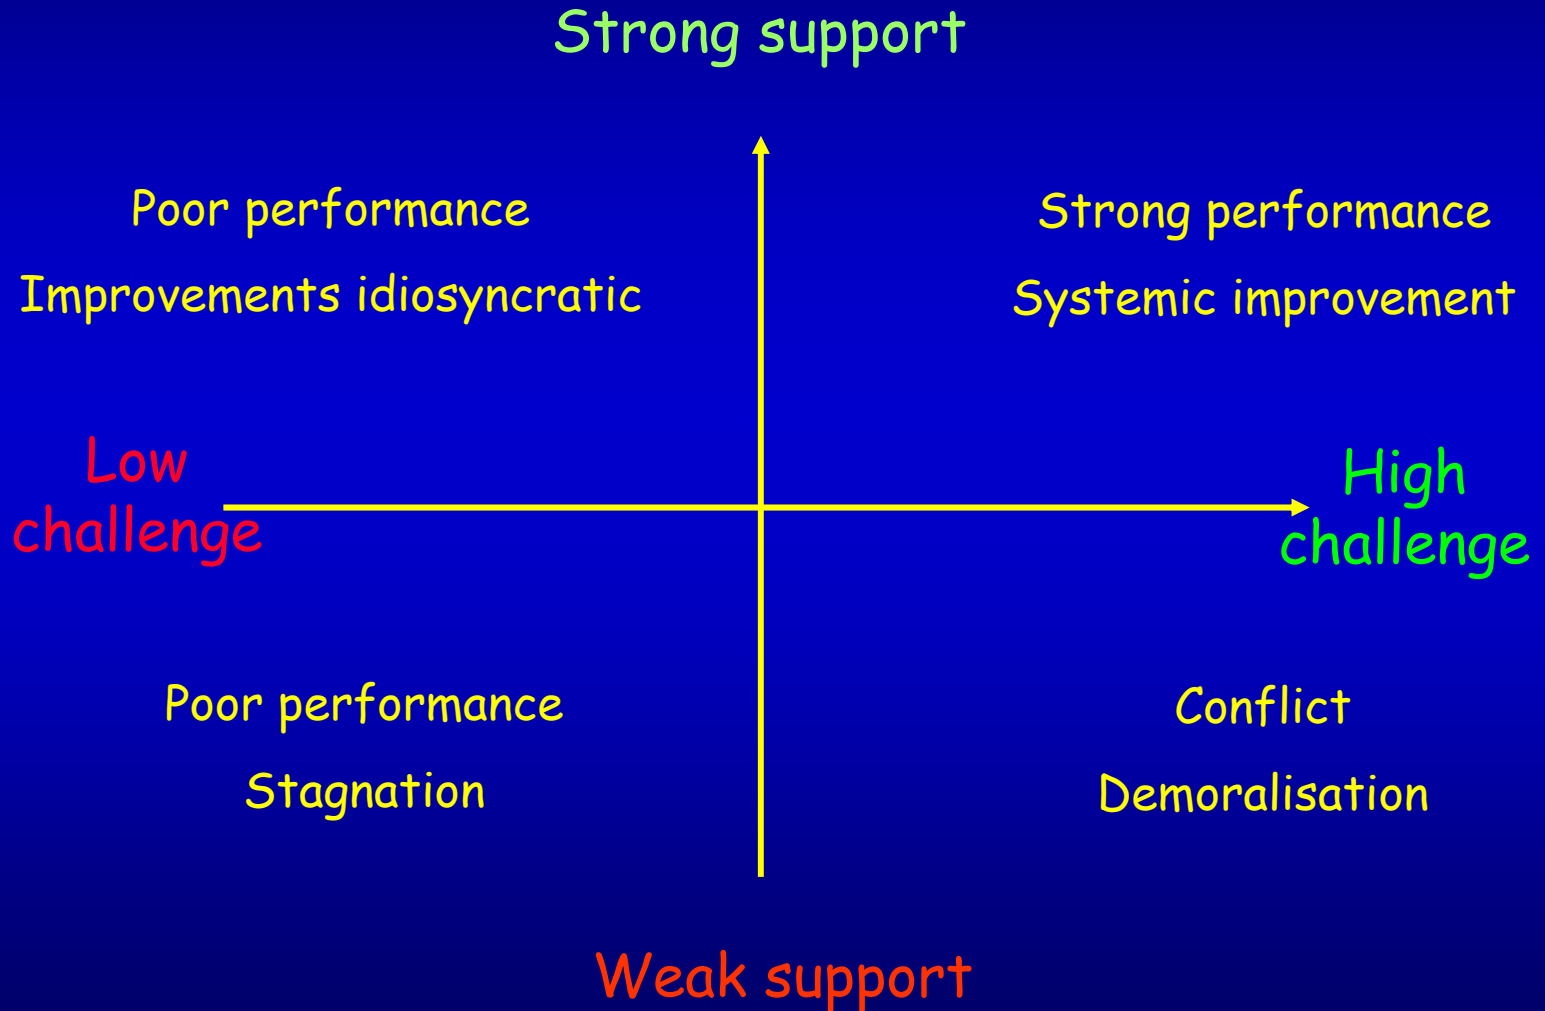 Strong support
Poor performance
Strong performance
Improvements idiosyncratic
Systemic improvement
Low
challenge
High
challenge
Poor performance
Conflict
Stagnation
Demoralisation
Weak support